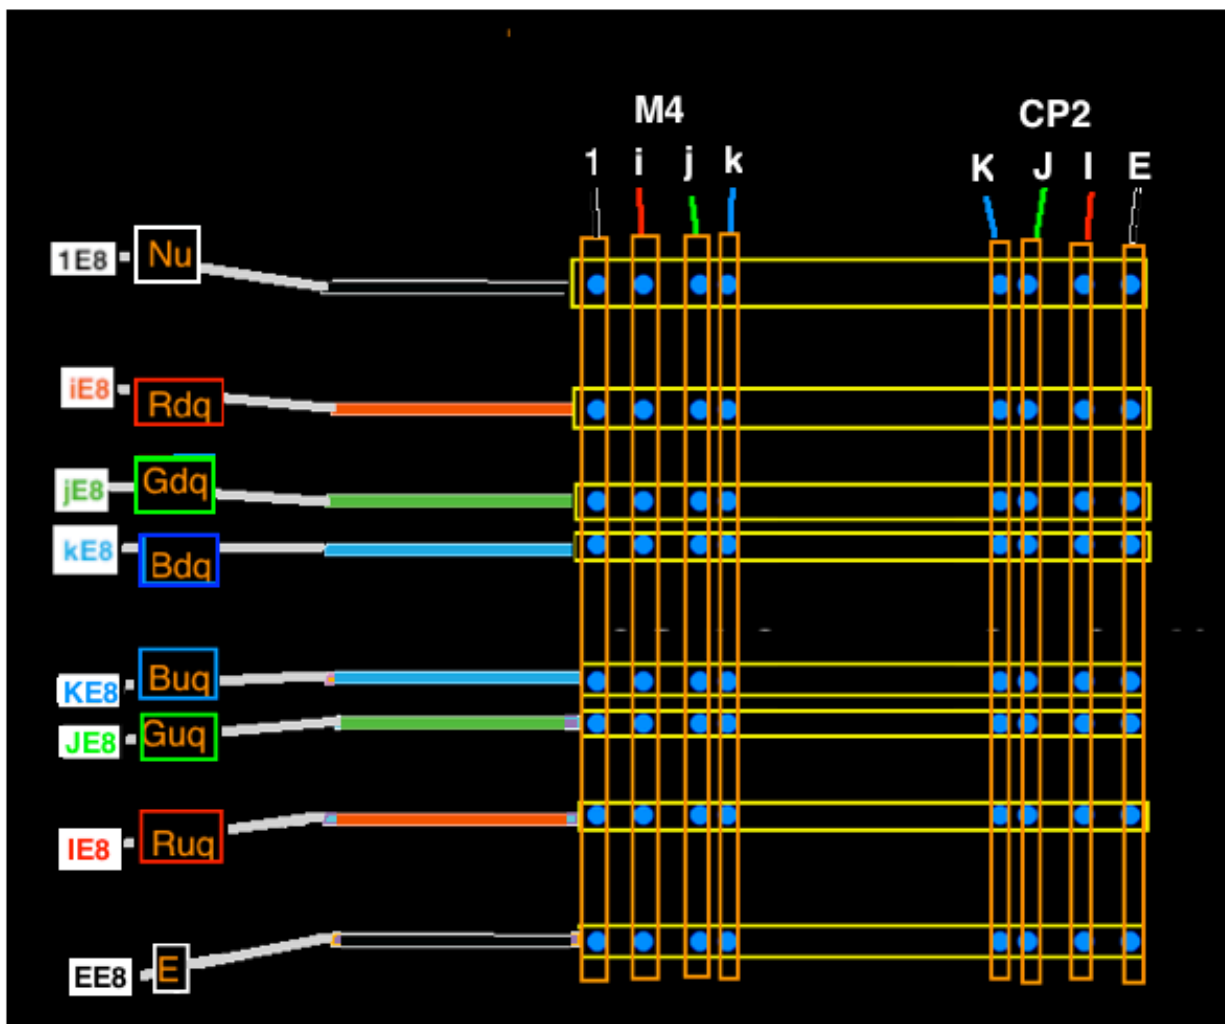 M4 CP2
1 i j k K J I E
1E8 Nu
iE8 Rdq
jE8 Gdq
kE8 Bdq
KE8 Buq
JE8 Guq
IE8 Ruq
EE8 E